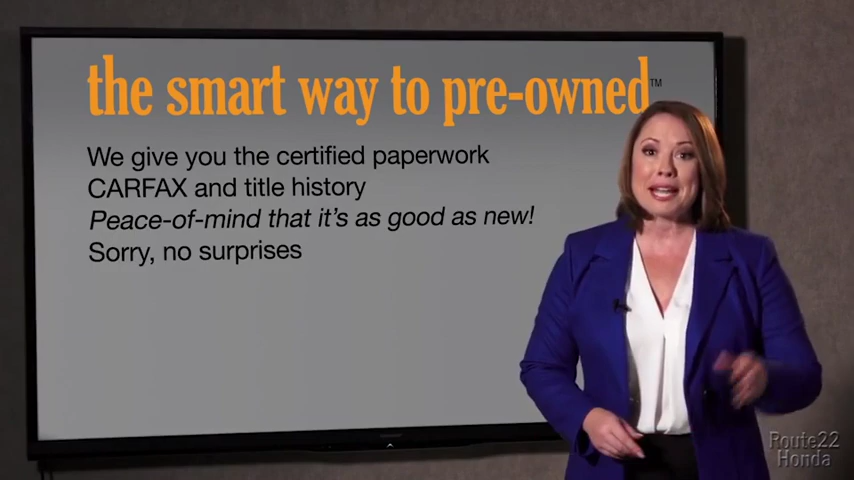 the smart way to pre-owned™
We give you the certified paperwork
CARFAX and title history
Peace-of-mind that it's as good as new!
Sorry, no surprises
Route22
Honda